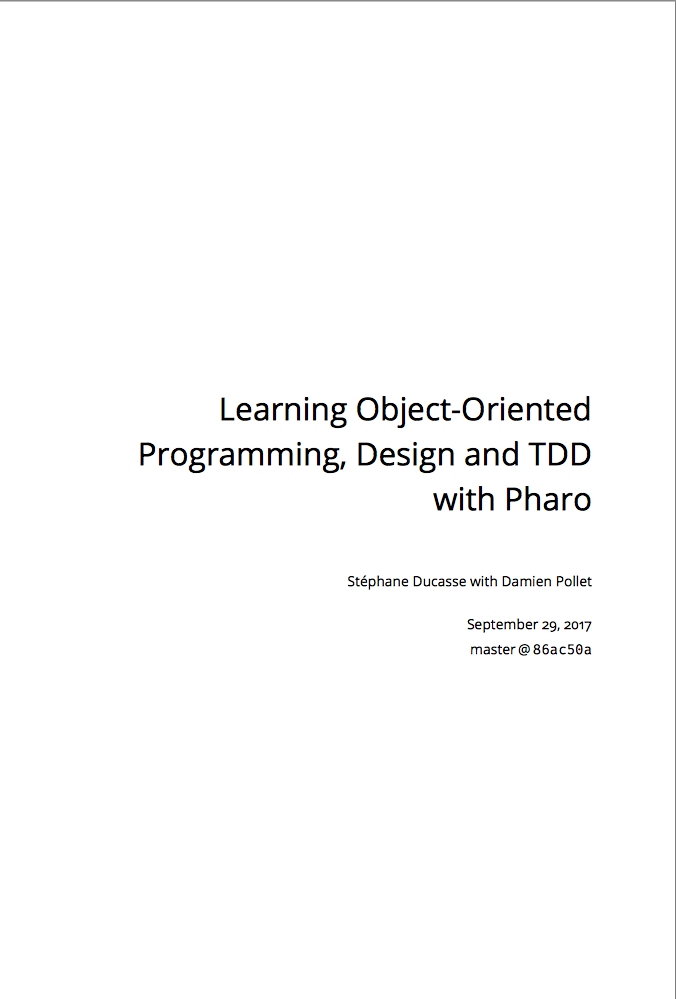 Learning Object-Oriented
Programming, Design and TDD
with Pharo
Stéphane Ducasse with Damien Pollet
September 29, 2017
master@86ac50a